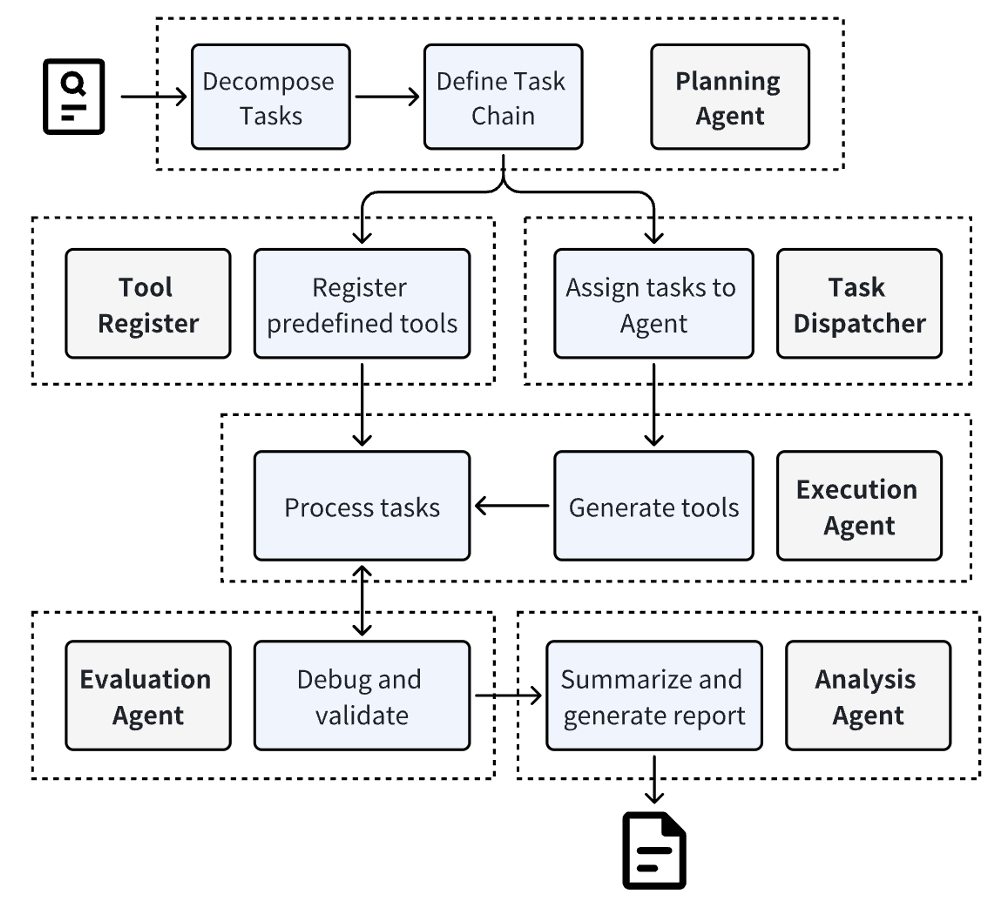 Decompose
Tasks
Define Task
Chain
Planning
Agent
Tool
Register
Register
predefined tools
Assign tasks to
Agent
Task
Dispatcher
Process tasks
Generate tools
Execution
Agent
Evaluation
Agent
Debug and
validate
Summarize and
generate report
Analysis
Agent